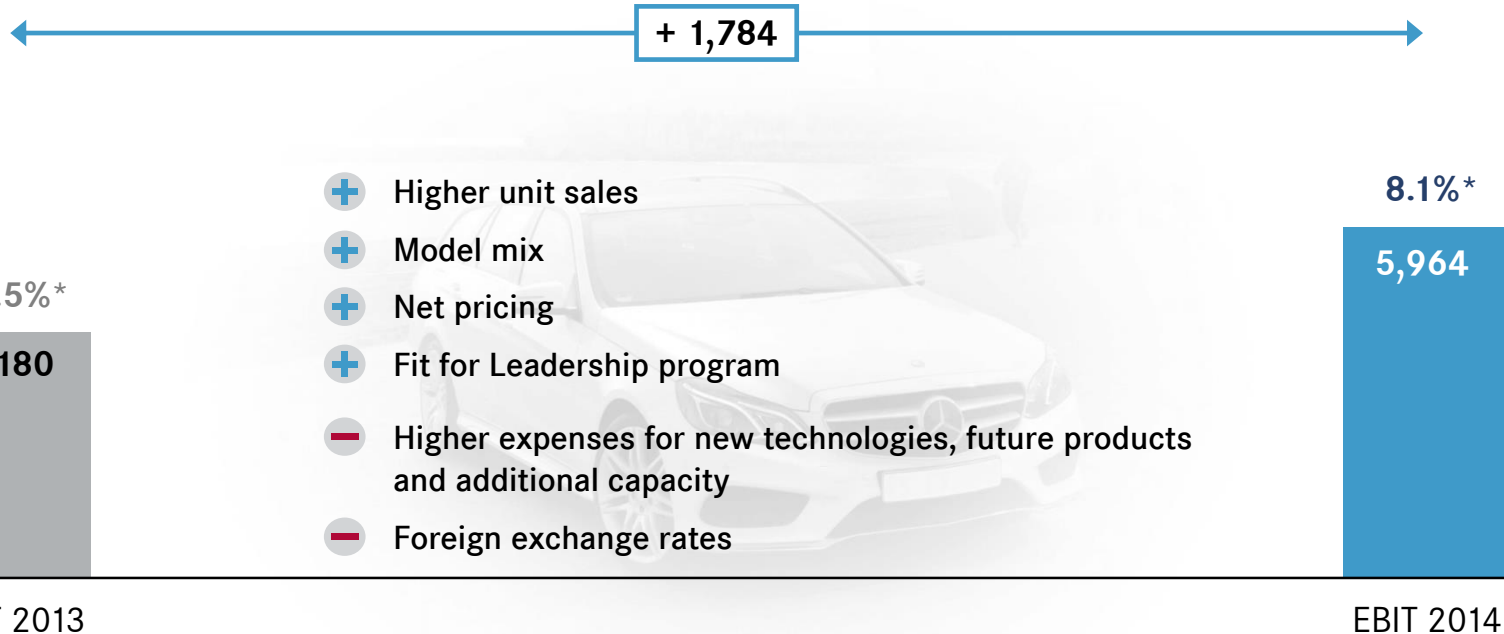 + 1,784
Higher unit sales
8.1%*
Model mix
5,964
.5%*
Net pricing
180
Fit for Leadership program
Higher expenses for new technologies, future products
and additional capacity
Foreign exchange rates
2013
EBIT 2014